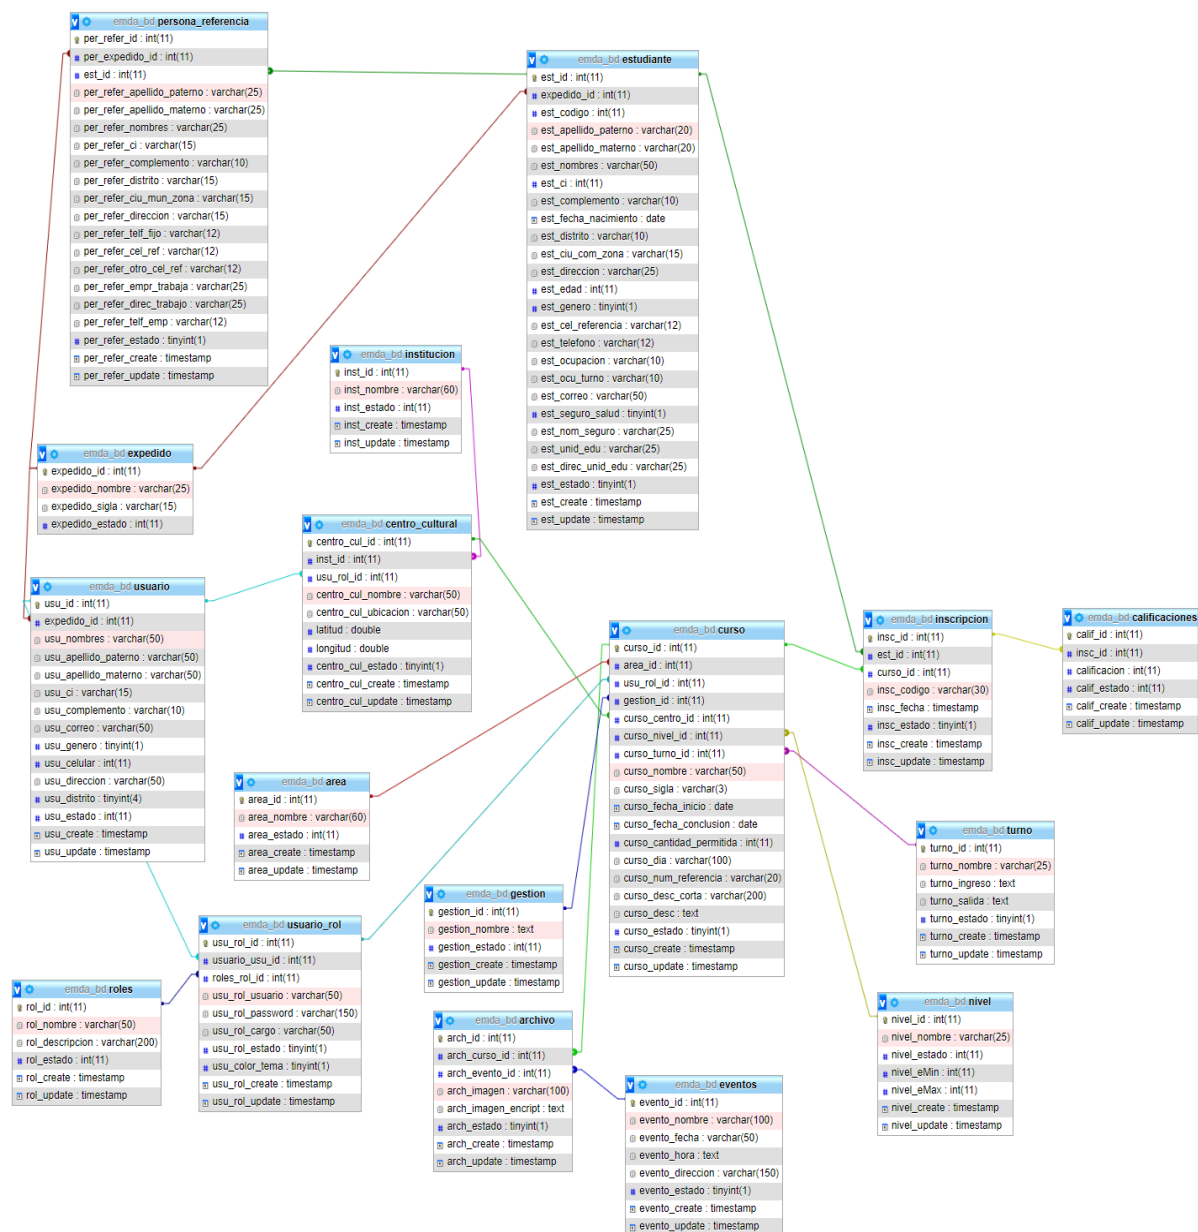 emda_bd persona_referencia
per_refer_id : int(11)
per_expedido_id : int(11)
est_id : int(11)
per_refer_apellido_paterno : varchar(25)
per_refer_apellido_materno : varchar(25)
per_refer_nombres : varchar(25)
per_refer_ci : varchar(15)
per_refer_complemento : varchar(10)
per_refer_distrito : varchar(15)
per_refer_ciu_mun_zona : varchar(15)
per_refer_direccion : varchar(15)
per_refer_telf_fijo : varchar(12)
per_refer_cel_ref : varchar(12)
per_refer_otro_cel_ref : varchar(12)
per_refer_empr_trabaja : varchar(25)
per_refer_direc_trabajo : varchar(25)
per_refer_telf_emp : varchar(12)
per_refer_estado : tinyint(1)
per_refer_create : timestamp
per_refer_update : timestamp
emda_bd estudiante
est_id : int(11)
expedido_id : int(11)
est_codigo : int(11)
est_apellido_paterno : varchar(20)
est_apellido_materno : varchar(20)
est_nombres : varchar(50)
est_ci : int(11)
est_complemento : varchar(10)
est_fecha_nacimiento : date
est_distrito : varchar(10)
est_ciu_com_zona : varchar(15)
est_direccion : varchar(25)
est_edad : int(11)
est_genero : tinyint(1)
est_cel_referencia : varchar(12)
est_telefono : varchar(12)
est_ocupacion : varchar(10)
est_ocu_turno : varchar(10)
est_correo : varchar(50)
est_seguro_salud : tinyint(1)
est_nom_seguro : varchar(25)
est_unid_edu : varchar(25)
est_direc_unid_edu : varchar(25)
est_estado : tinyint(1)
est_create : timestamp
est_update : timestamp
emda_bd institucion
inst_id : int(11)
inst_nombre : varchar(60)
inst_estado : int(11)
inst_create : timestamp
inst_update : timestamp
emda_bd expedido
expedido_id : int(11)
expedido_nombre : varchar(25)
expedido_sigla : varchar(15)
expedido_estado : int(11)
emda_bd centro_cultural
centro_cul_id : int(11)
inst_id : int(11)
usu_rol_id : int(11)
centro_cul_nombre : varchar(50)
centro_cul_ubicacion : varchar(50)
latitud : double
longitud : double
centro_cul_estado : tinyint(1)
centro_cul_create : timestamp
centro_cul_update : timestamp
emda_bd usuario
usu_id : int(11)
expedido_id : int(11)
usu_nombres : varchar(50)
usu_apellido_paterno : varchar(50)
usu_apellido_materno : varchar(50)
usu_ci : varchar(15)
usu_complemento : varchar(10)
usu_correo : varchar(50)
usu_genero : tinyint(1)
usu_celular : int(11)
usu_direccion : varchar(50)
usu_distrito : tinyint(4)
usu_estado : int(11)
usu_create : timestamp
usu_update : timestamp
emda_bd curso
curso_id : int(11)
area_id : int(11)
usu_rol_id : int(11)
gestion_id : int(11)
curso_centro_id : int(11)
curso_nivel_id : int(11)
curso_turno_id : int(11)
curso_nombre : varchar(50)
curso_sigla : varchar(3)
curso_fecha_inicio : date
curso_fecha_conclusion : date
curso_cantidad_permitida : int(11)
curso_dia : varchar(100)
curso_num_referencia : varchar(20)
curso_desc_corta : varchar(200)
curso_desc : text
curso_estado : tinyint(1)
curso_create : timestamp
curso_update : timestamp
emda_bd inscripcion
insc_id : int(11)
est_id : int(11)
curso_id : int(11)
insc_codigo : varchar(30)
insc_fecha : timestamp
insc_estado : tinyint(1)
insc_create : timestamp
insc_update : timestamp
emda_bd calificaciones
calif_id : int(11)
insc_id : int(11)
calificacion : int(11)
calif_estado : int(11)
calif_create : timestamp
calif_update : timestamp
emda_bd area
area_id : int(11)
area_nombre : varchar(60)
area_estado : int(11)
area_create : timestamp
area_update : timestamp
emda_bd turno
turno_id : int(11)
turno_nombre : varchar(25)
turno_ingreso : text
turno_salida : text
turno_estado : tinyint(1)
turno_create : timestamp
turno_update : timestamp
emda_bd gestion
gestion_id : int(11)
gestion_nombre : text
gestion_estado : int(11)
gestion_create : timestamp
gestion_update : timestamp
emda_bd usuario_rol
usu_rol_id : int(11)
usuario_usu_id : int(11)
roles_rol_id : int(11)
usu_rol_usuario : varchar(50)
usu_rol_password : varchar(150)
usu_rol_cargo : varchar(50)
usu_rol_estado : tinyint(1)
usu_color_tema : tinyint(1)
usu_rol_create : timestamp
usu_rol_update : timestamp
emda_bd roles
rol_id : int(11)
rol_nombre : varchar(50)
rol_descripcion : varchar(200)
rol_estado : int(11)
rol_create : timestamp
rol_update : timestamp
emda_bd nivel
nivel_id : int(11)
nivel_nombre : varchar(25)
nivel_estado : int(11)
nivel_eMin : int(11)
nivel_eMax : int(11)
nivel_create : timestamp
nivel_update : timestamp
emda_bd archivo
arch_id : int(11)
arch_curso_id : int(11)
arch_evento_id : int(11)
arch_imagen : varchar(100)
arch_imagen_encript : text
arch_estado : tinyint(1)
arch_create : timestamp
arch_update : timestamp
emda_bd eventos
evento_id : int(11)
evento_nombre : varchar(100)
evento_fecha : varchar(50)
evento_hora : text
evento_direccion : varchar(150)
evento_estado : tinyint(1)
evento_create : timestamp
evento_update : timestamp